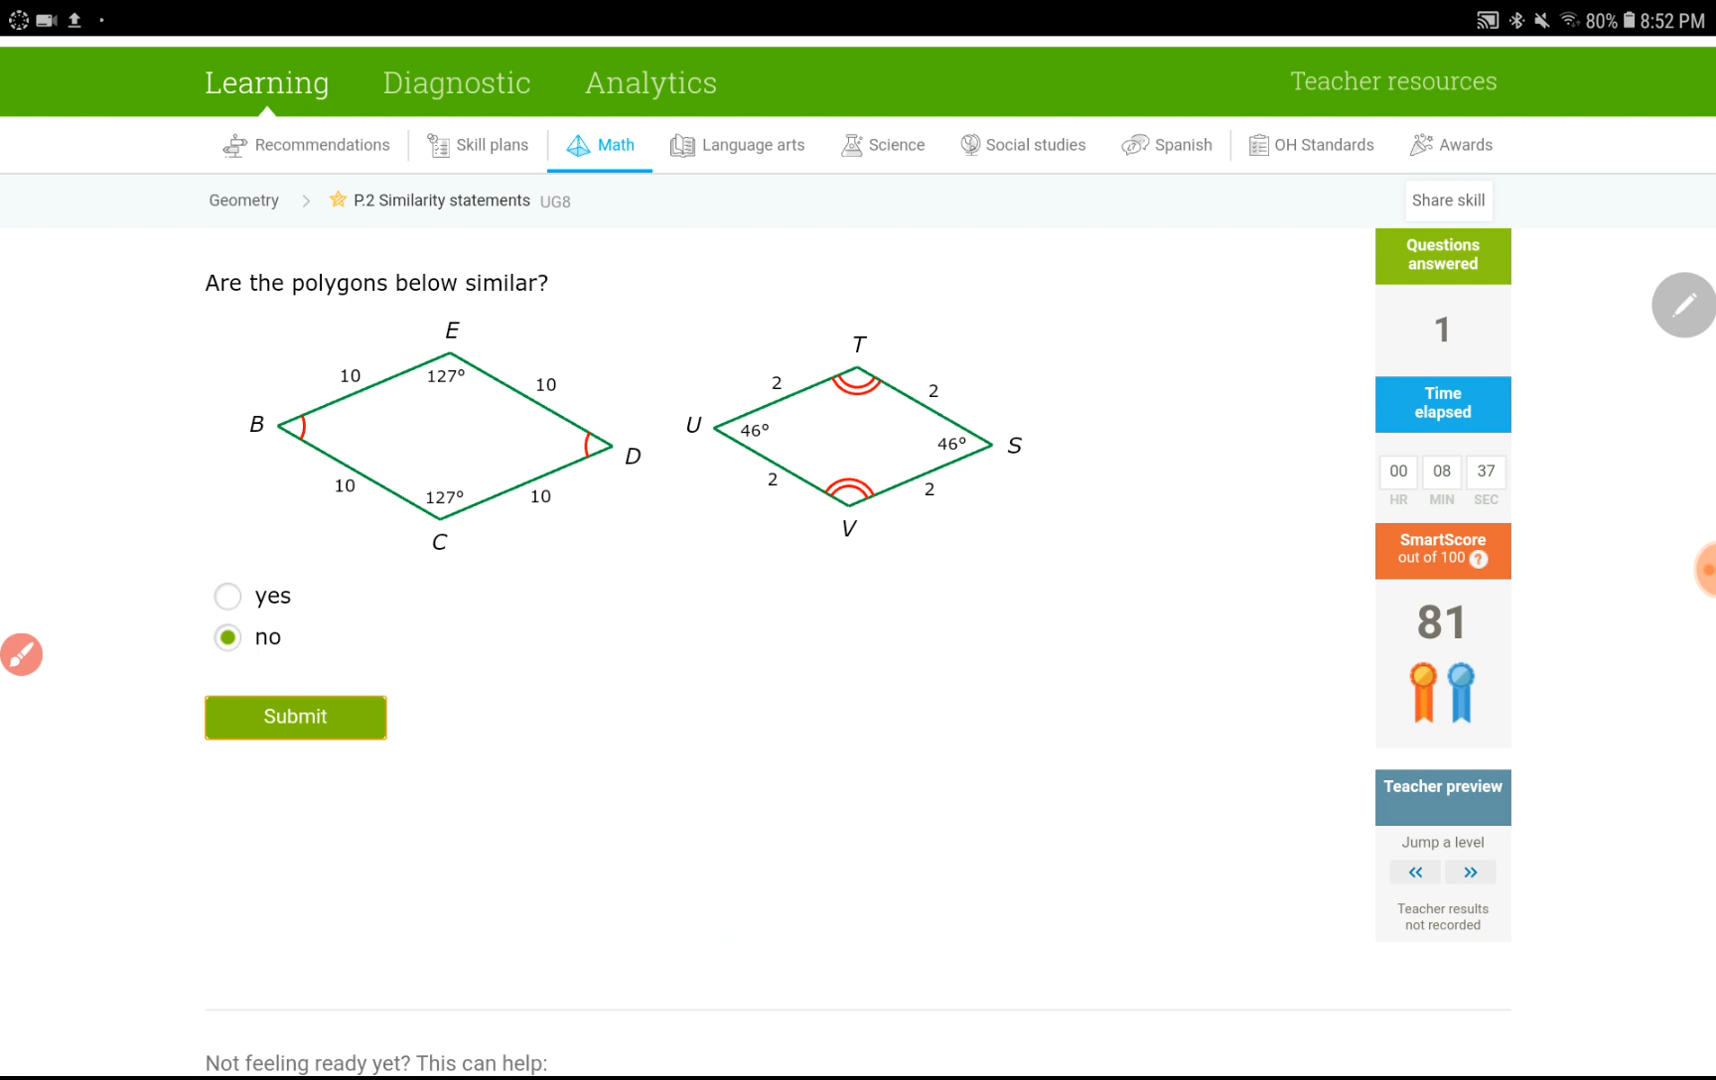 80% 8:52 PM
Learning Diagnostic Analytics Teacher resources
Recommendations Skill plans Math Language arts Science Social studies Spanish OH Standards Awards
Geometry > P.2 Similarity statements UG8 Share skill
Are the polygons below similar?
E
127°
10
10
B
D
10
127°
10
C
T
2
2
U
46°
46°
S
2
2
V
yes
no
Submit
Questions
answered
1
Time
elapsed
00 08 37
HR MIN SEC
SmartScore
out of 100 ?
81
Teacher preview
Jump a level
<< >>
Teacher results
not recorded
Not feeling ready yet? This can help: